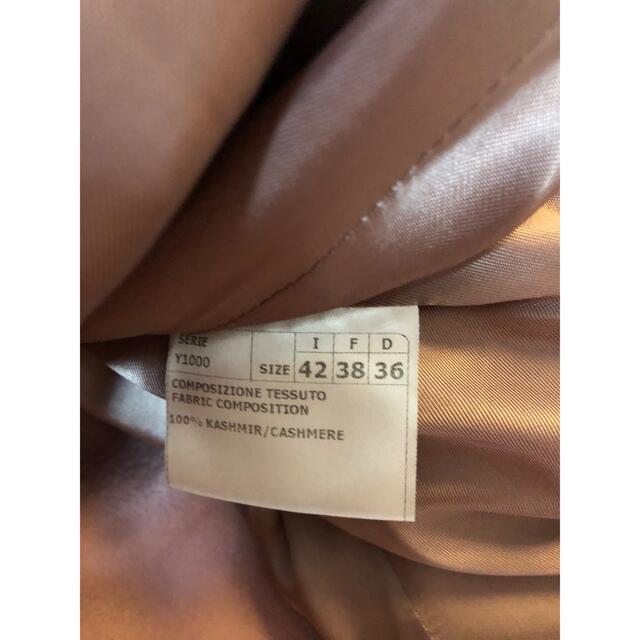 SERIE I F D
Y1000 SIZE 42 38 36
COMPOSIZIONE TESSUTO
FABRIC COMPOSITION
100% KASHMIR/CASHMERE